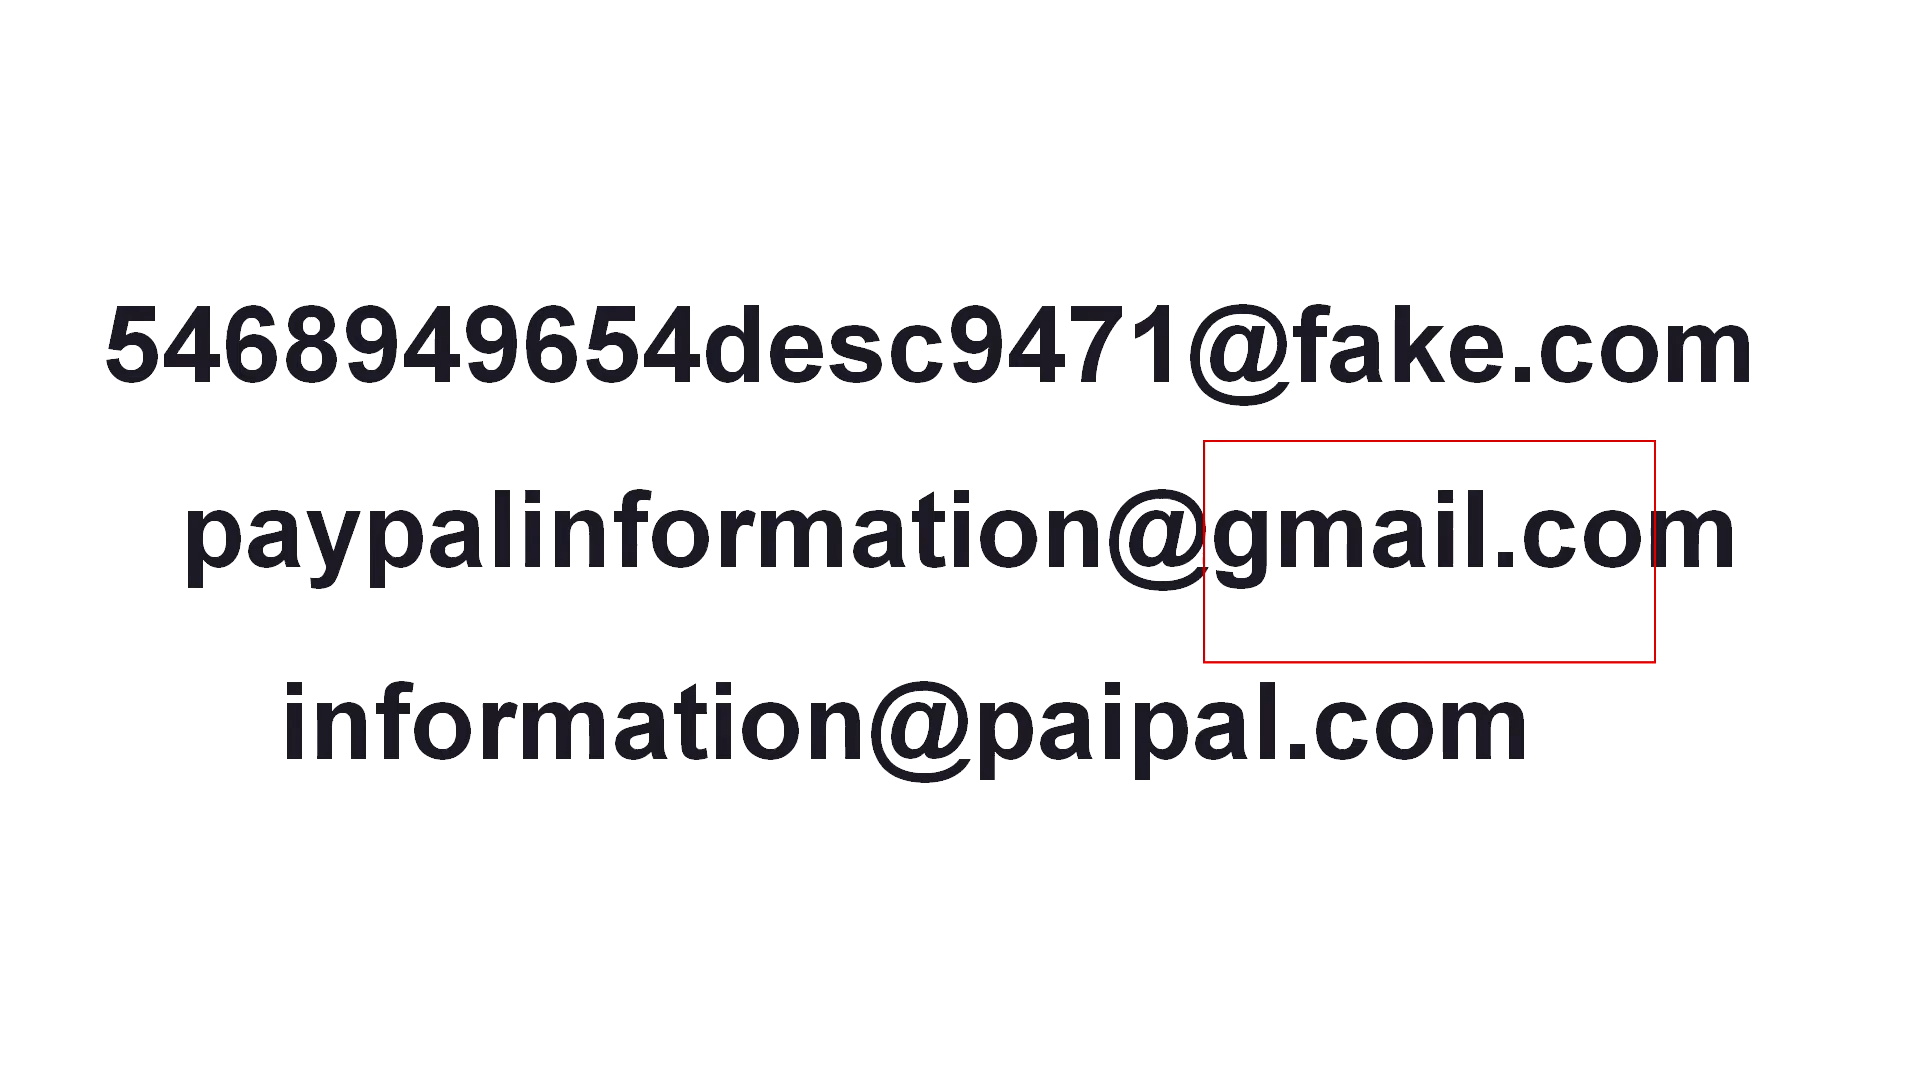 5468949654desc9471@fake.com
paypalinformation@gmail.com
information@paipal.com